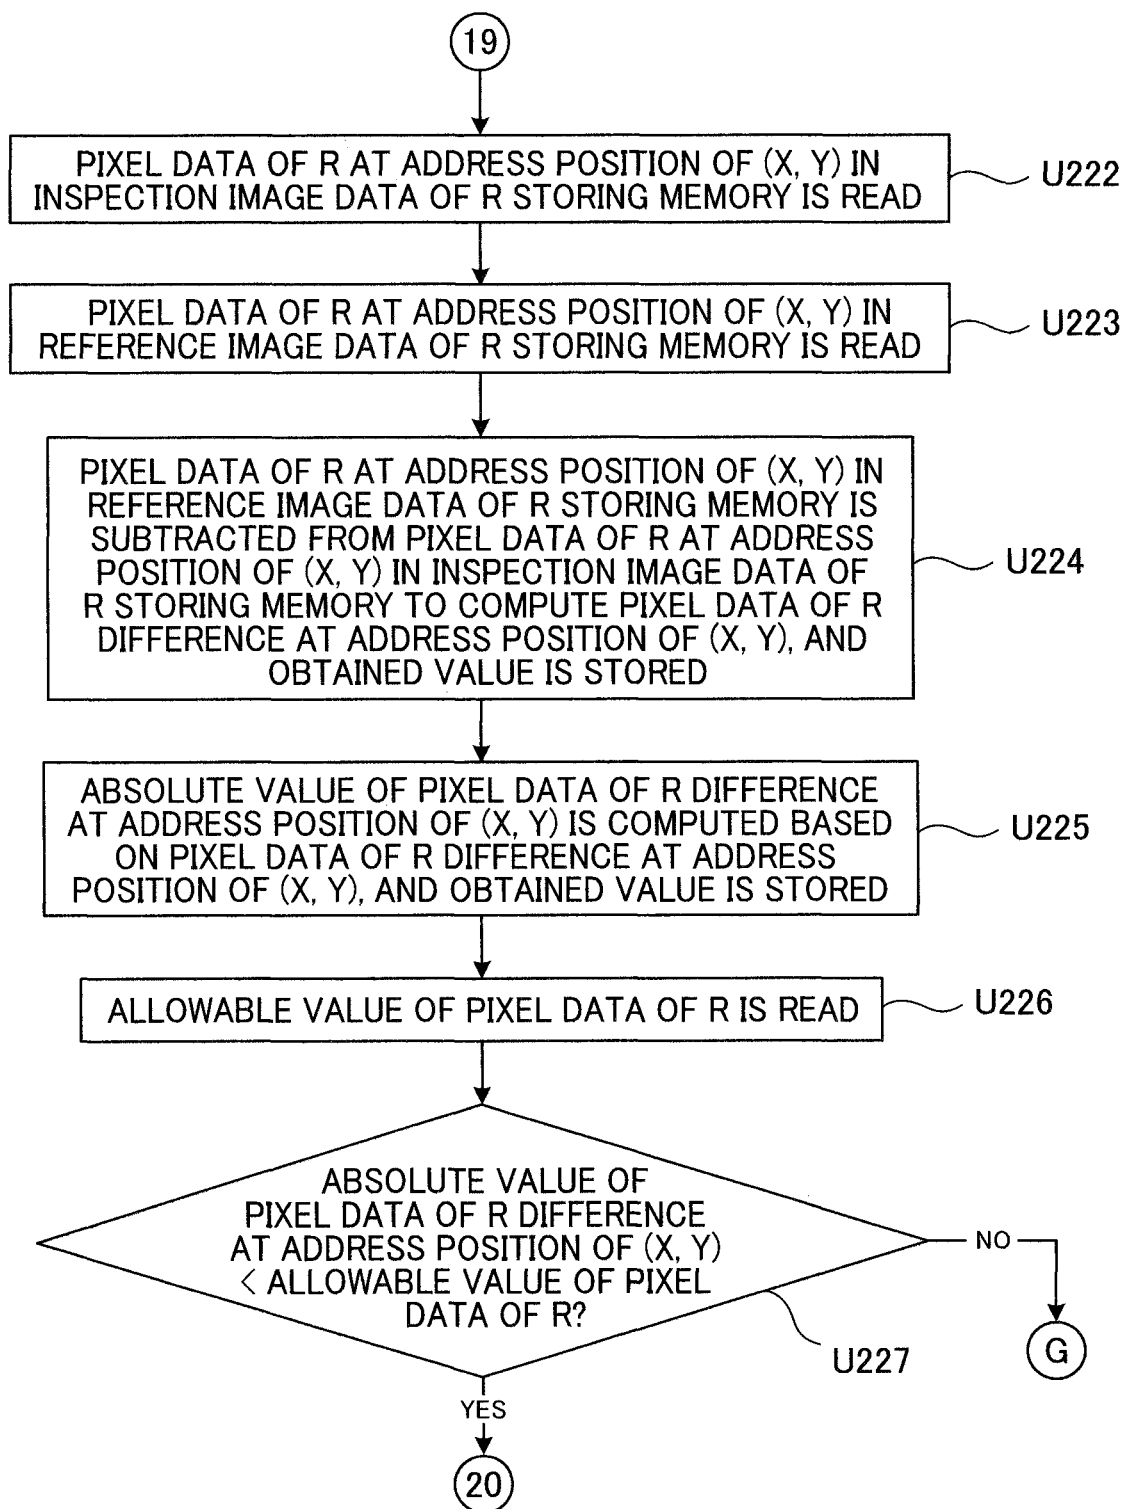 19
PIXEL DATA OF R AT ADDRESS POSITION OF (X, Y) IN
INSPECTION IMAGE DATA OF R STORING MEMORY IS READ
U222
PIXEL DATA OF R AT ADDRESS POSITION OF (X, Y) IN
REFERENCE IMAGE DATA OF R STORING MEMORY IS READ
U223
PIXEL DATA OF R AT ADDRESS POSITION OF (X, Y) IN
REFERENCE IMAGE DATA OF R STORING MEMORY IS
SUBTRACTED FROM PIXEL DATA OF R AT ADDRESS
POSITION OF (X, Y) IN INSPECTION IMAGE DATA OF
R STORING MEMORY TO COMPUTE PIXEL DATA OF R
DIFFERENCE AT ADDRESS POSITION OF (X, Y), AND
OBTAINED VALUE IS STORED
U224
ABSOLUTE VALUE OF PIXEL DATA OF R DIFFERENCE
AT ADDRESS POSITION OF (X, Y) IS COMPUTED BASED
ON PIXEL DATA OF R DIFFERENCE AT ADDRESS
POSITION OF (X, Y), AND OBTAINED VALUE IS STORED
U225
ALLOWABLE VALUE OF PIXEL DATA OF R IS READ
U226
ABSOLUTE VALUE OF
PIXEL DATA OF R DIFFERENCE
AT ADDRESS POSITION OF (X, Y)
< ALLOWABLE VALUE OF PIXEL
DATA OF R?
NO
U227
G
YES
20